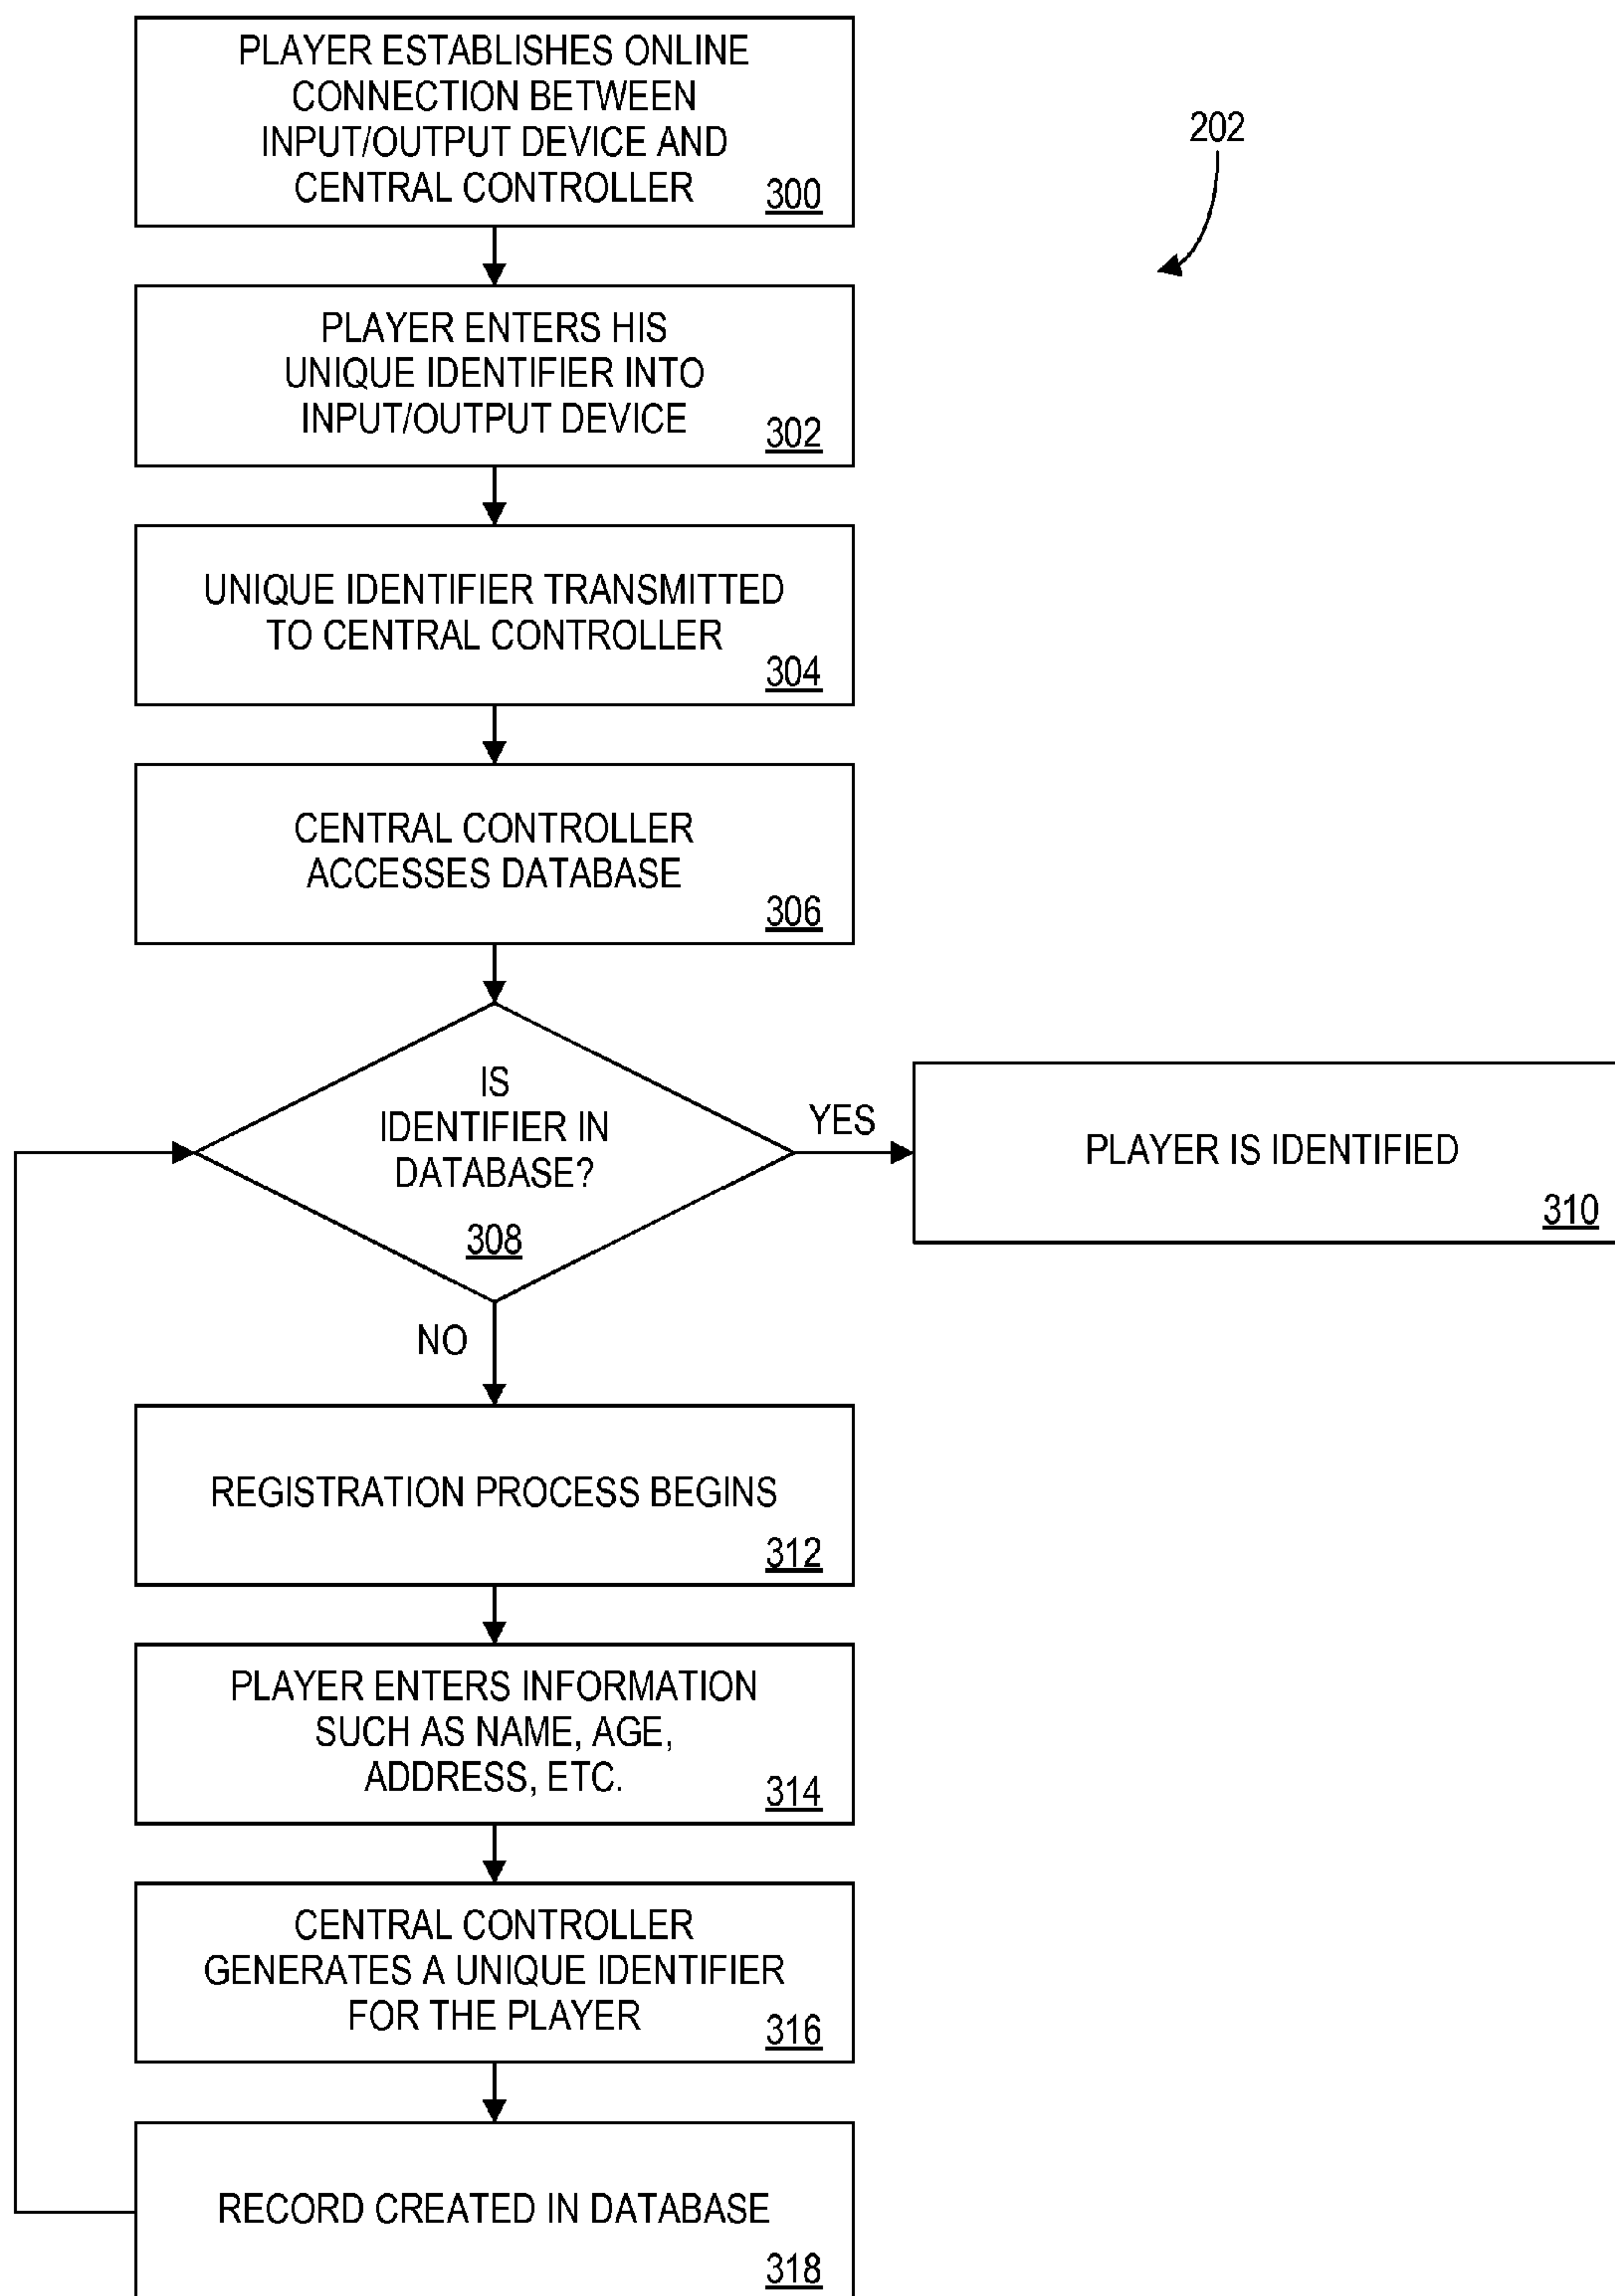 PLAYER ESTABLISHES ONLINE
CONNECTION BETWEEN
INPUT/OUTPUT DEVICE AND
CENTRAL CONTROLLER
300
202
PLAYER ENTERS HIS
UNIQUE IDENTIFIER INTO
INPUT/OUTPUT DEVICE
302
UNIQUE IDENTIFIER TRANSMITTED
TO CENTRAL CONTROLLER
304
CENTRAL CONTROLLER
ACCESSES DATABASE
306
IS
IDENTIFIER IN
DATABASE?
308
YES
PLAYER IS IDENTIFIED
310
NO
REGISTRATION PROCESS BEGINS
312
PLAYER ENTERS INFORMATION
SUCH AS NAME, AGE,
ADDRESS, ETC.
314
CENTRAL CONTROLLER
GENERATES A UNIQUE IDENTIFIER
FOR THE PLAYER
316
RECORD CREATED IN DATABASE
318